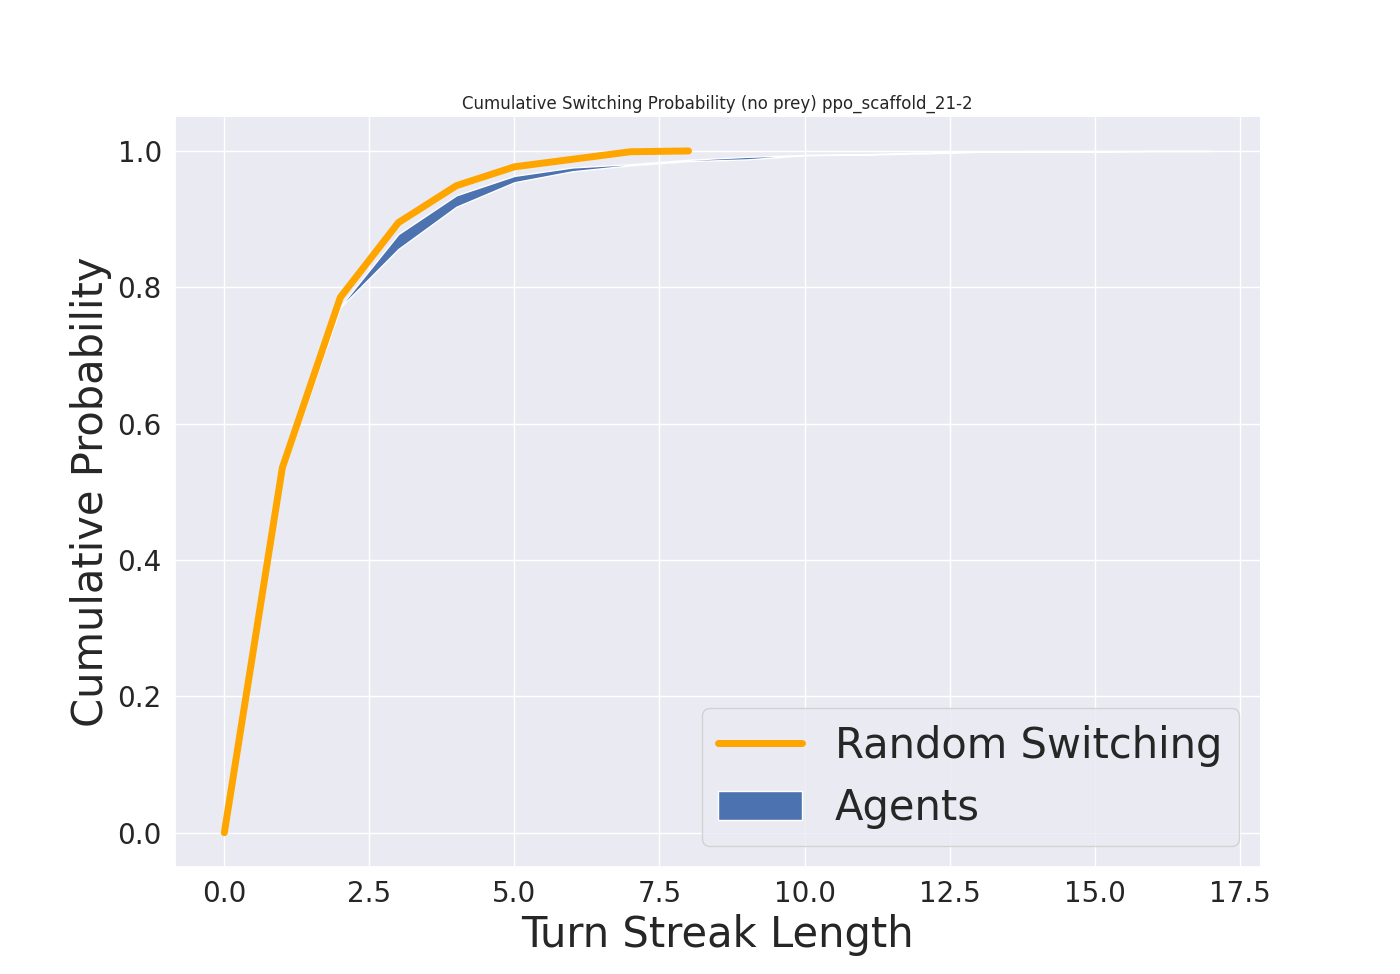 Cumulative Switching Probability (no prey) ppo_scaffold_21-2
Cumulative Probability
1.0
0.8
0.6
0.4
0.2
0.0
Random Switching
Agents
0.0 2.5 5.0 7.5 10.0 12.5 15.0 17.5
Turn Streak Length